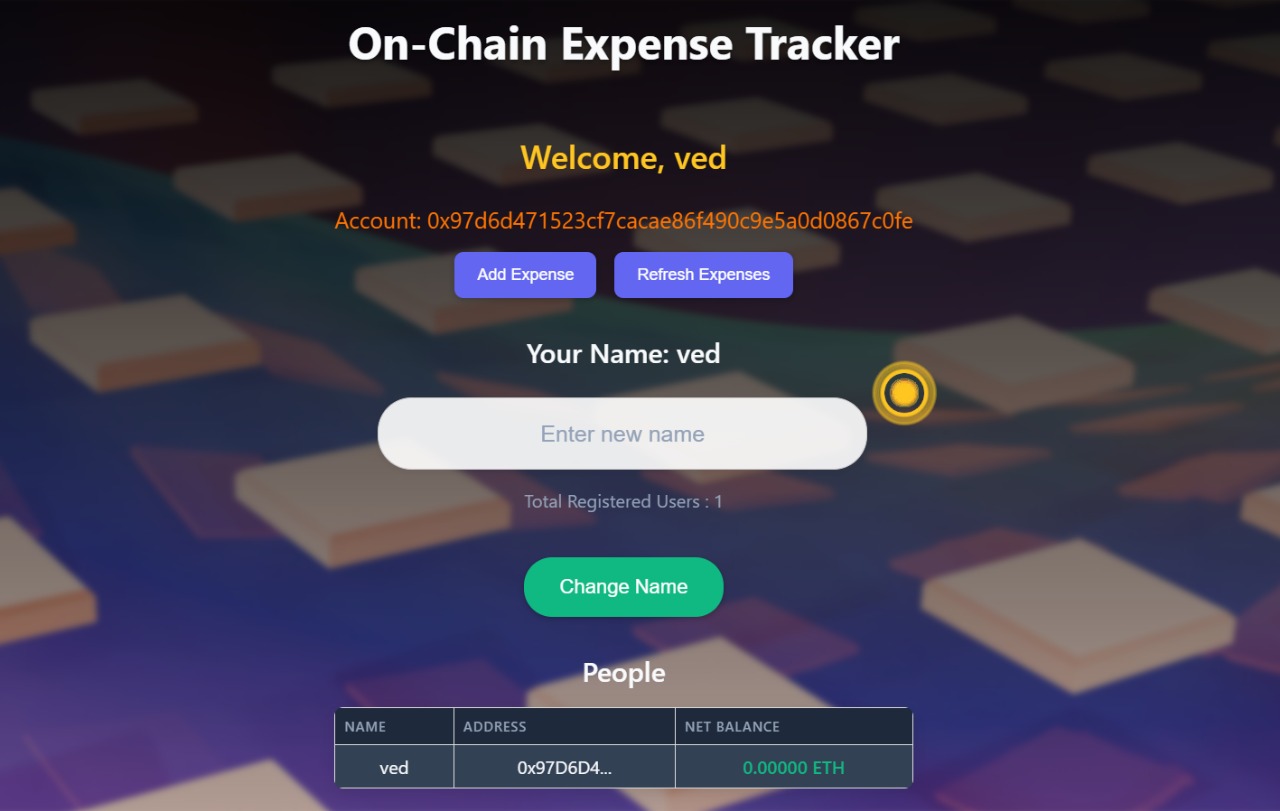 On-Chain Expense Tracker
Welcome, ved
Account: 0x97d6d471523cf7cacae86f490c9e5a0d0867c0fe
Add Expense Refresh Expenses
Your Name: ved
Enter new name
Total Registered Users : 1
Change Name
People
NAME ADDRESS NET BALANCE
ved 0x97D6D4... 0.00000 ETH